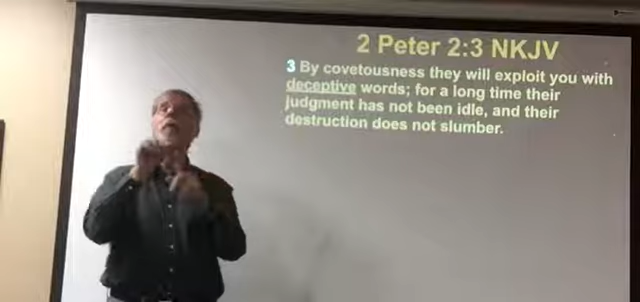 2 Peter 2:3 NKJV
3 By covetousness they will exploit you with
deceptive words; for a long time their
judgment has not been idle, and their
destruction does not slumber.